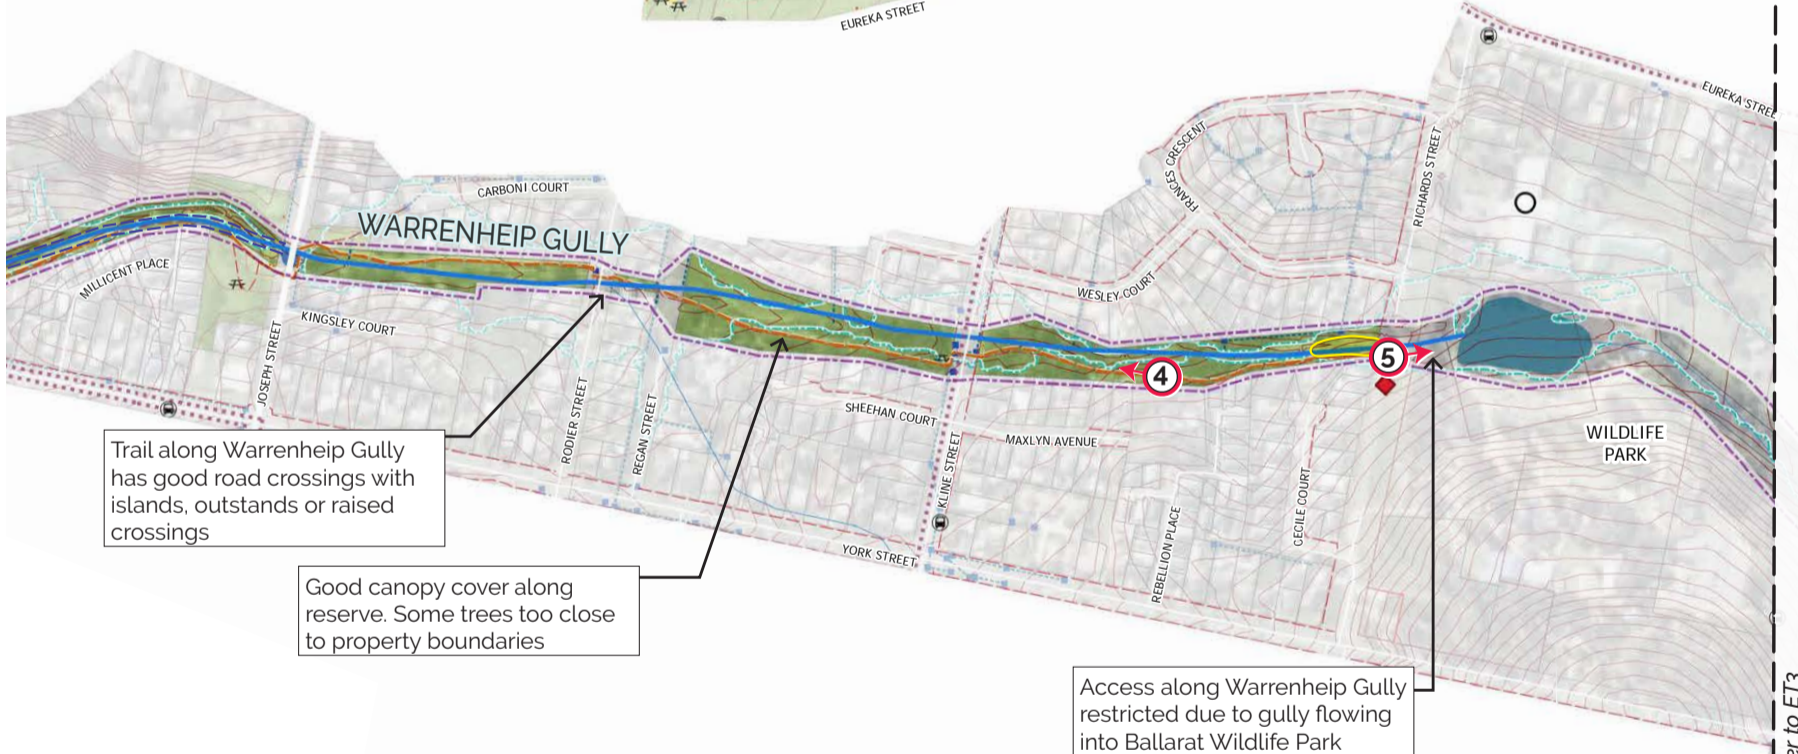 EUREKA STREET
EUREKA STREET
FRANCES CRESCENT
RICHARDS STREET
CARBONI COURT
WARRENHEIP GULLY
MILLICENT PLACE
WESLEY COURT
KINGSLEY COURT
JOSEPH STREET
5
4
RODIER STREET
REGAN STREET
SHEEHAN COURT
KLINE STREET
MAXLYN AVENUE
WILDLIFE
PARK
CECILE COURT
REBELLION PLACE
YORK STREET
Trail along Warrenheip Gully
has good road crossings with
islands, outstands or raised
crossings
Good canopy cover along
reserve. Some trees too close
to property boundaries
Access along Warrenheip Gully
restricted due to gully flowing
into Ballarat Wildlife Park
er to ET3